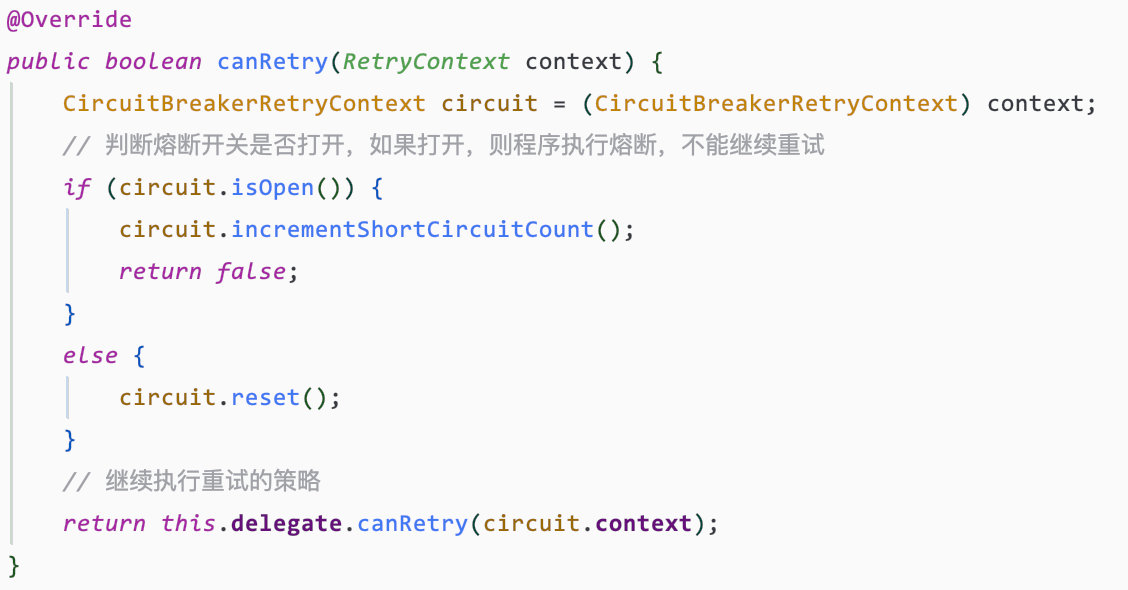 @Override
public boolean canRetry(RetryContext context) {
    CircuitBreakerRetryContext circuit = (CircuitBreakerRetryContext) context;
    // 判断熔断开关是否打开，如果打开，则程序执行熔断，不能继续重试
    if (circuit.isOpen()) {
        circuit.incrementShortCircuitCount();
        return false;
    }
    else {
        circuit.reset();
    }
    // 继续执行重试的策略
    return this.delegate.canRetry(circuit.context);
}